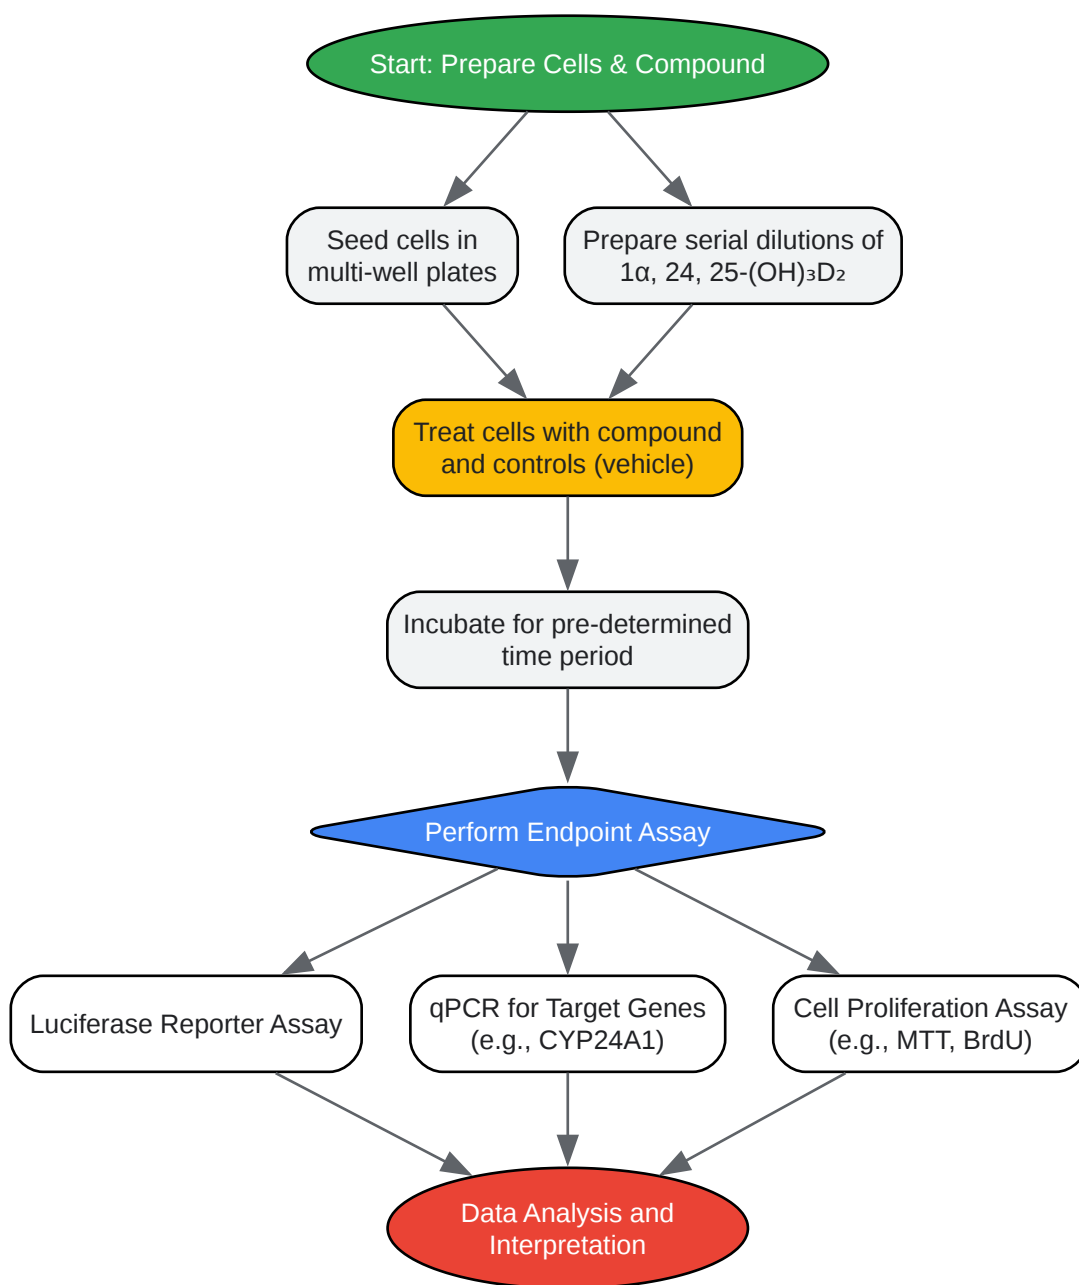 Start: Prepare Cells & Compound
Seed cells in
multi-well plates
Prepare serial dilutions of
1α, 24, 25-(OH)₃D₂
Treat cells with compound
and controls (vehicle)
Incubate for pre-determined
time period
Perform Endpoint Assay
Luciferase Reporter Assay
qPCR for Target Genes
(e.g., CYP24A1)
Cell Proliferation Assay
(e.g., MTT, BrdU)
Data Analysis and
Interpretation